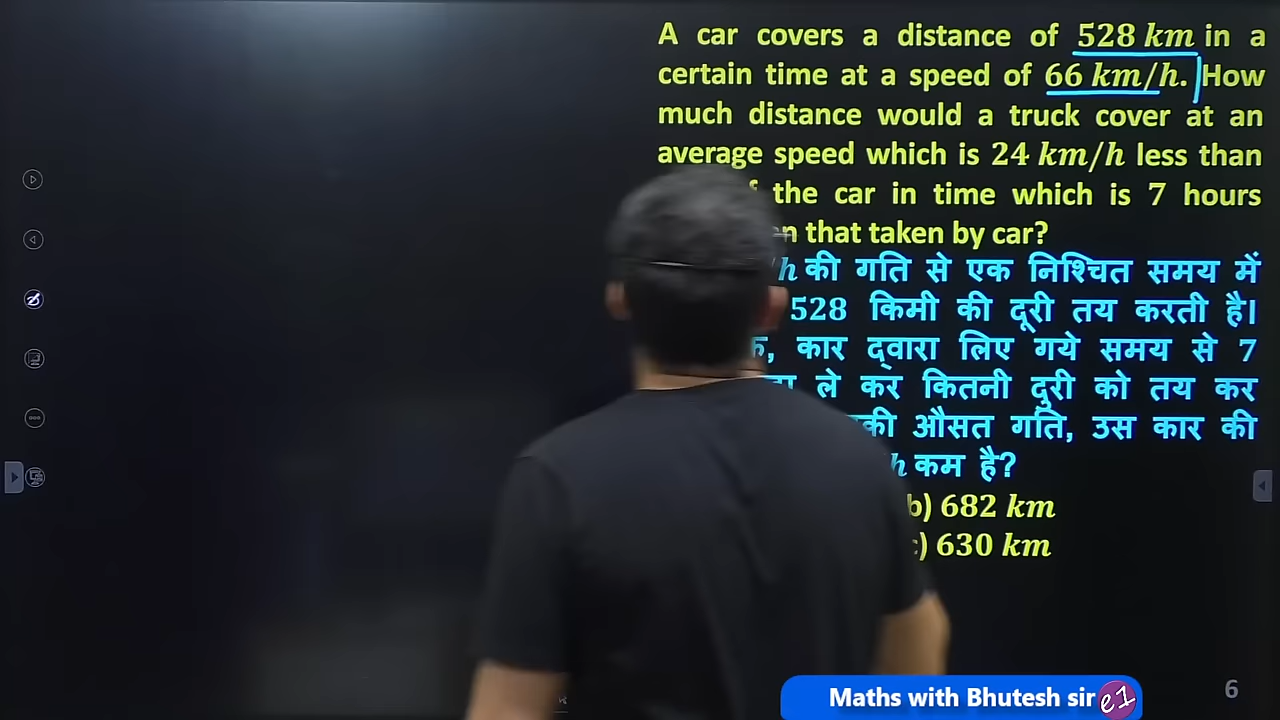 A car covers a distance of 528 km in a
certain time at a speed of 66 km/h. How
much distance would a truck cover at an
average speed which is 24 km/h less than
the car in time which is 7 hours
that taken by car?
की गति से एक निश्चित समय में
528 किमी की दूरी तय करती है।
कार द्वारा लिए गये समय से 7
ले कर कितनी दुरी को तय कर
औसत गति, उस कार की
कम है?
b) 682 km
630 km
Maths with Bhutesh sir e1
6